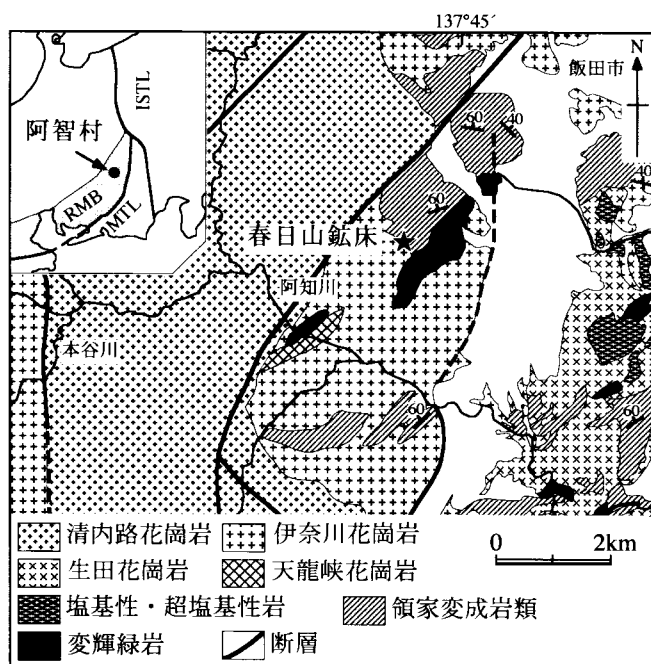 137°45´
ISTL
阿智村
RMB
MTL
飯田市
N
60
40
40
60
春日山鉱床
阿知川
本谷川
60
60
清内路花崗岩
伊奈川花崗岩
生田花崗岩
天龍峡花崗岩
塩基性・超塩基性岩
領家変成岩類
変輝緑岩
断層
0 2km